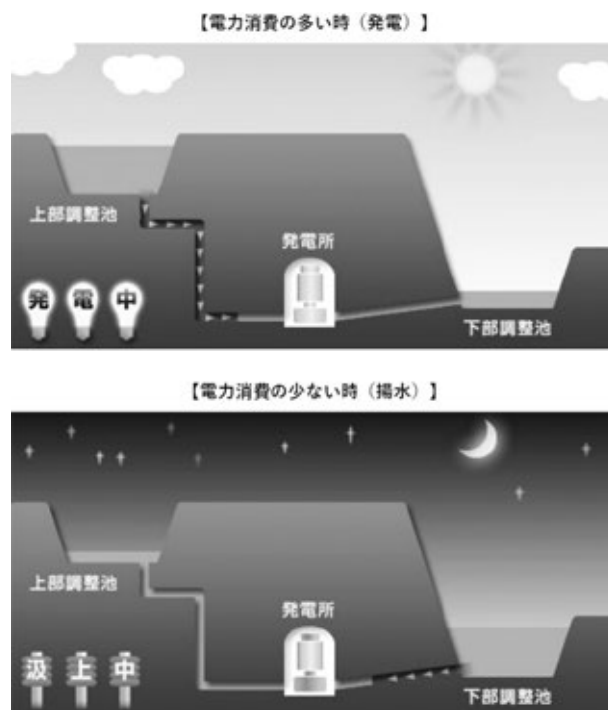 【電力消費の多い時（発電）】
上部調整池
発電所
発電中
下部調整池
【電力消費の少ない時（揚水）】
上部調整池
発電所
汲上中
下部調整池